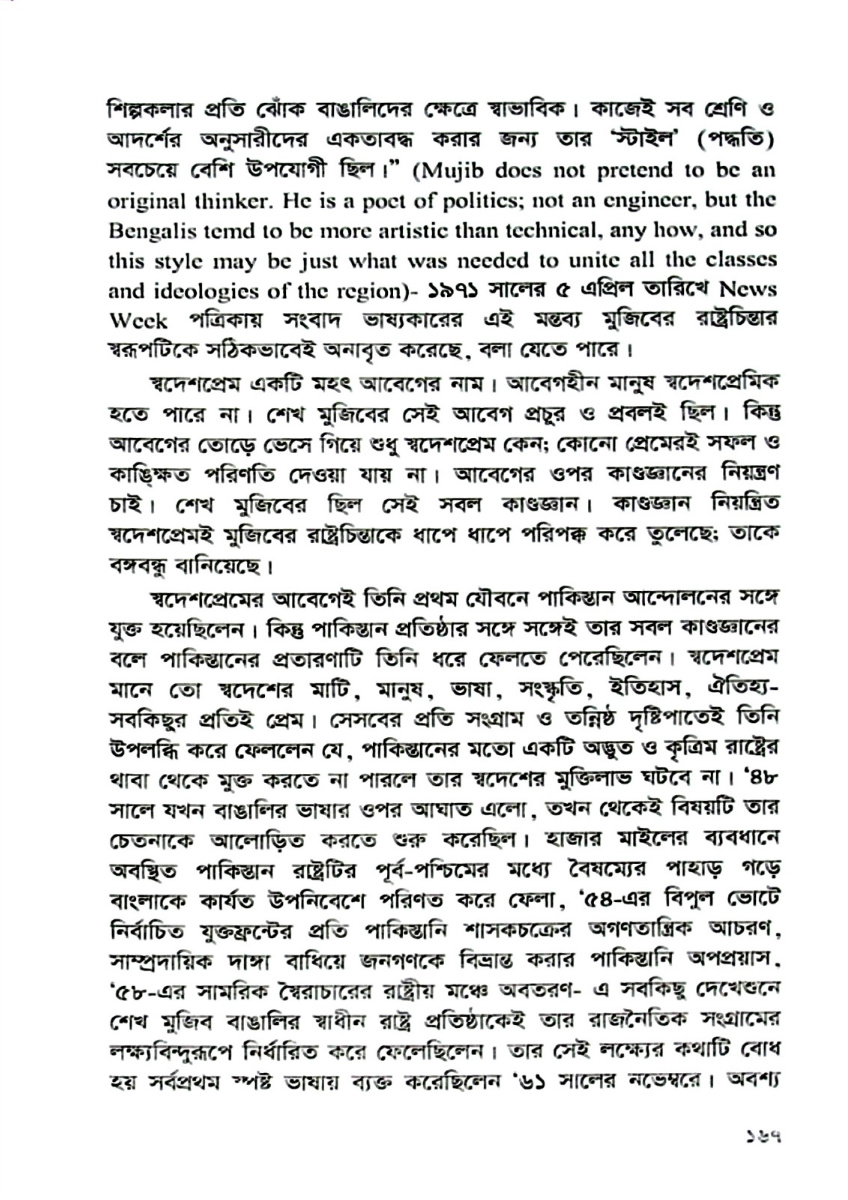 শিল্পকলার প্রতি ঝোঁক বাঙালিদের ক্ষেত্রে স্বাভাবিক। কাজেই সব শ্রেণি ও
আদর্শের অনুসারীদের একতাবদ্ধ করার জন্য তার ‘স্টাইল’ (পদ্ধতি)
সবচেয়ে বেশি উপযোগী ছিল।” (Mujib does not pretend to be an
original thinker. He is a poet of politics; not an engineer, but the
Bengalis temd to be more artistic than technical, any how, and so
this style may be just what was needed to unite all the classes
and ideologies of the region)- ১৯৭১ সালের ৫ এপ্রিল তারিখে News
Week পত্রিকায় সংবাদ ভাষ্যকারের এই মন্তব্য মুজিবের রাষ্ট্রচিন্তার
স্বরূপটিকে সঠিকভাবেই অনাবৃত করেছে, বলা যেতে পারে।
স্বদেশপ্রেম একটি মহৎ আবেগের নাম। আবেগহীন মানুষ স্বদেশপ্রেমিক
হতে পারে না। শেখ মুজিবের সেই আবেগ প্রচুর ও প্রবলই ছিল। কিন্তু
আবেগের তোড়ে ভেসে গিয়ে শুধু স্বদেশপ্রেম কেন; কোনো প্রেমেরই সফল ও
কাঙ্ক্ষিত পরিণতি দেওয়া যায় না। আবেগের ওপর কাণ্ডজ্ঞানের নিয়ন্ত্রণ
চাই। শেখ মুজিবের ছিল সেই সবল কাণ্ডজ্ঞান। কাণ্ডজ্ঞান নিয়ন্ত্রিত
স্বদেশপ্রেমই মুজিবের রাষ্ট্রচিন্তাকে ধাপে ধাপে পরিপক্ক করে তুলেছে; তাকে
বঙ্গবন্ধু বানিয়েছে।
স্বদেশপ্রেমের আবেগেই তিনি প্রথম যৌবনে পাকিস্তান আন্দোলনের সঙ্গে
যুক্ত হয়েছিলেন। কিন্তু পাকিস্তান প্রতিষ্ঠার সঙ্গে সঙ্গেই তার সবল কাণ্ডজ্ঞানের
বলে পাকিস্তানের প্রতারণাটি তিনি ধরে ফেলতে পেরেছিলেন। স্বদেশপ্রেম
মানে তো স্বদেশের মাটি, মানুষ, ভাষা, সংস্কৃতি, ইতিহাস, ঐতিহ্য-
সবকিছুর প্রতিই প্রেম। সেসবের প্রতি সংগ্রাম ও তন্নিষ্ঠ দৃষ্টিপাতেই তিনি
উপলব্ধি করে ফেললেন যে, পাকিস্তানের মতো একটি অদ্ভুত ও কৃত্রিম রাষ্ট্রের
থাবা থেকে মুক্ত করতে না পারলে তার স্বদেশের মুক্তিলাভ ঘটবে না। ‘৪৮
সালে যখন বাঙালির ভাষার ওপর আঘাত এলো, তখন থেকেই বিষয়টি তার
চেতনাকে আলোড়িত করতে শুরু করেছিল। হাজার মাইলের ব্যবধানে
অবস্থিত পাকিস্তান রাষ্ট্রটির পূর্ব-পশ্চিমের মধ্যে বৈষম্যের পাহাড় গড়ে
বাংলাকে কার্যত উপনিবেশে পরিণত করে ফেলা, ‘৫৪-এর বিপুল ভোটে
নির্বাচিত যুক্তফ্রন্টের প্রতি পাকিস্তানি শাসকচক্রের অগণতান্ত্রিক আচরণ,
সাম্প্রদায়িক দাঙ্গা বাধিয়ে জনগণকে বিভ্রান্ত করার পাকিস্তানি অপপ্রয়াস,
‘৫৮-এর সামরিক স্বৈরাচারের রাষ্ট্রীয় মঞ্চে অবতরণ- এ সবকিছু দেখেশুনে
শেখ মুজিব বাঙালির স্বাধীন রাষ্ট্র প্রতিষ্ঠাকেই তার রাজনৈতিক সংগ্রামের
লক্ষ্যবিন্দুরূপে নির্ধারিত করে ফেলেছিলেন। তার সেই লক্ষ্যের কথাটি বোধ
হয় সর্বপ্রথম স্পষ্ট ভাষায় ব্যক্ত করেছিলেন ‘৬১ সালের নভেম্বরে। অবশ্য
১৬৭